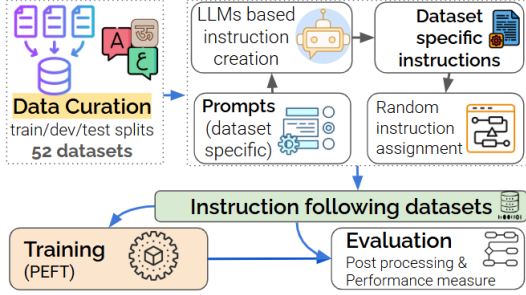 Data Curation
train/dev/test splits
52 datasets
A
ऊ
LLMs based
instruction
creation
Dataset
specific
instructions
Prompts
(dataset
specific)
Random
instruction
assignment
Instruction following datasets
Training
(PEFT)
Evaluation
Post processing &
Performance measure